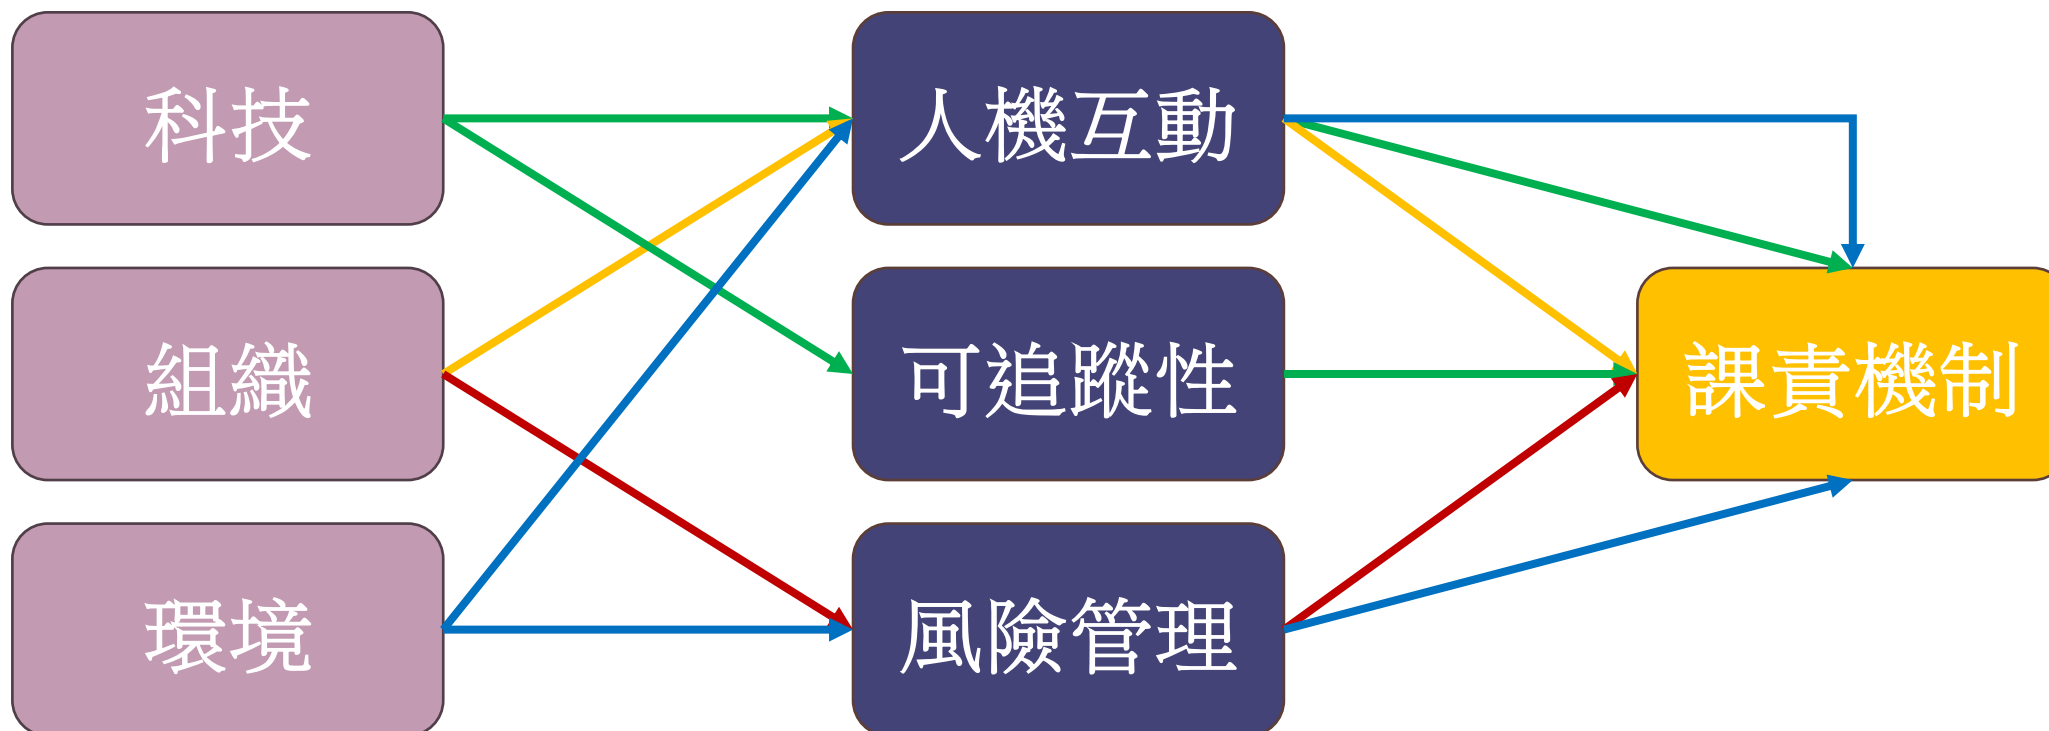 科技
人機互動
組織
可追蹤性
課責機制
環境
風險管理